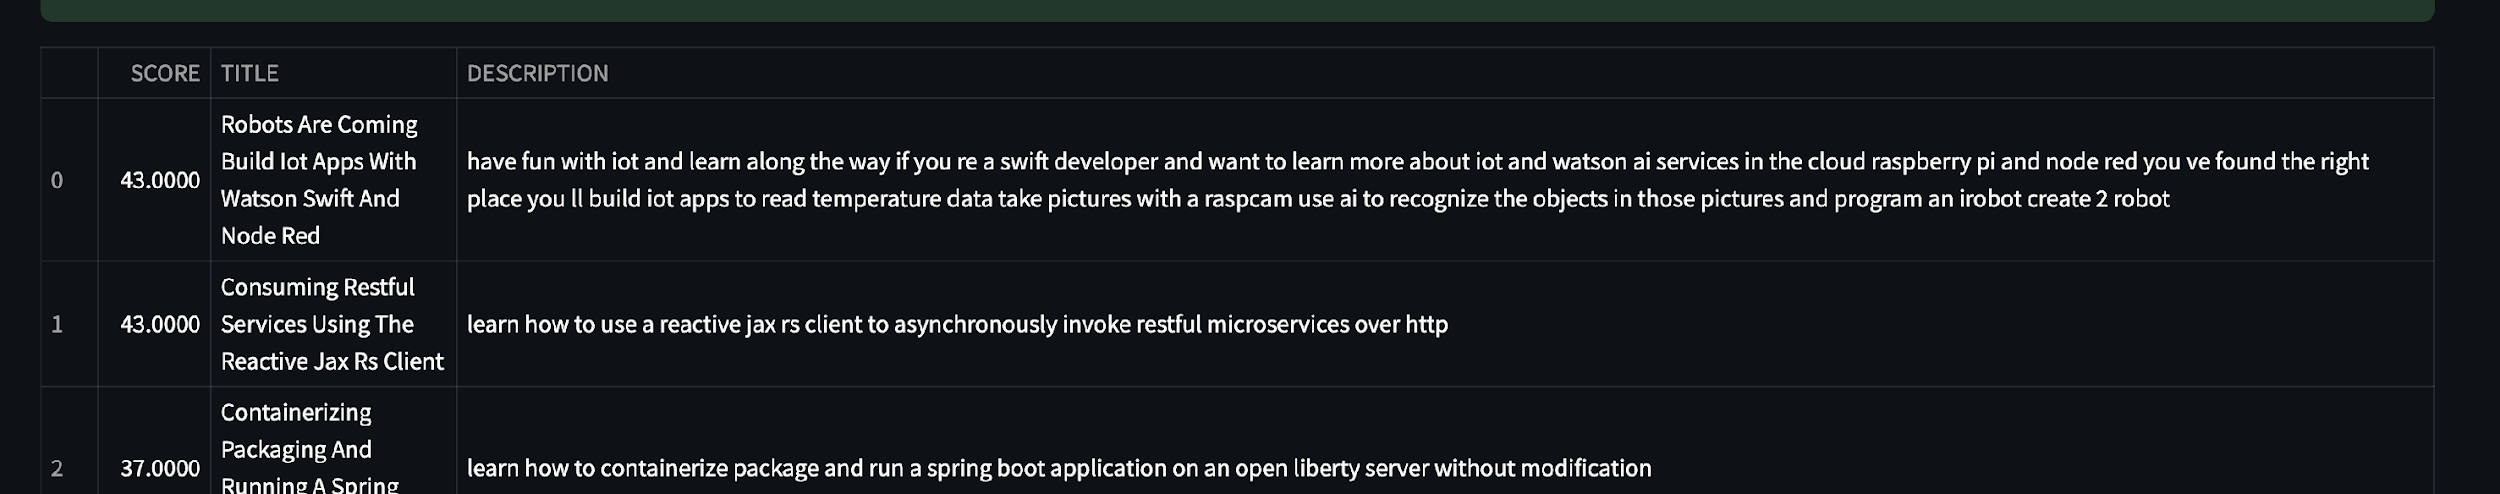 SCORE TITLE DESCRIPTION
0 43.0000
Robots Are Coming
Build Iot Apps With
Watson Swift And
Node Red
have fun with iot and learn along the way if you re a swift developer and want to learn more about iot and watson ai services in the cloud raspberry pi and node red you ve found the right
place you ll build iot apps to read temperature data take pictures with a raspcam use ai to recognize the objects in those pictures and program an irobot create 2 robot
1 43.0000
Consuming Restful
Services Using The
Reactive Jax Rs Client
learn how to use a reactive jax rs client to asynchronously invoke restful microservices over http
2 37.0000
Containerizing
Packaging And
Running A Spring
learn how to containerize package and run a spring boot application on an open liberty server without modification